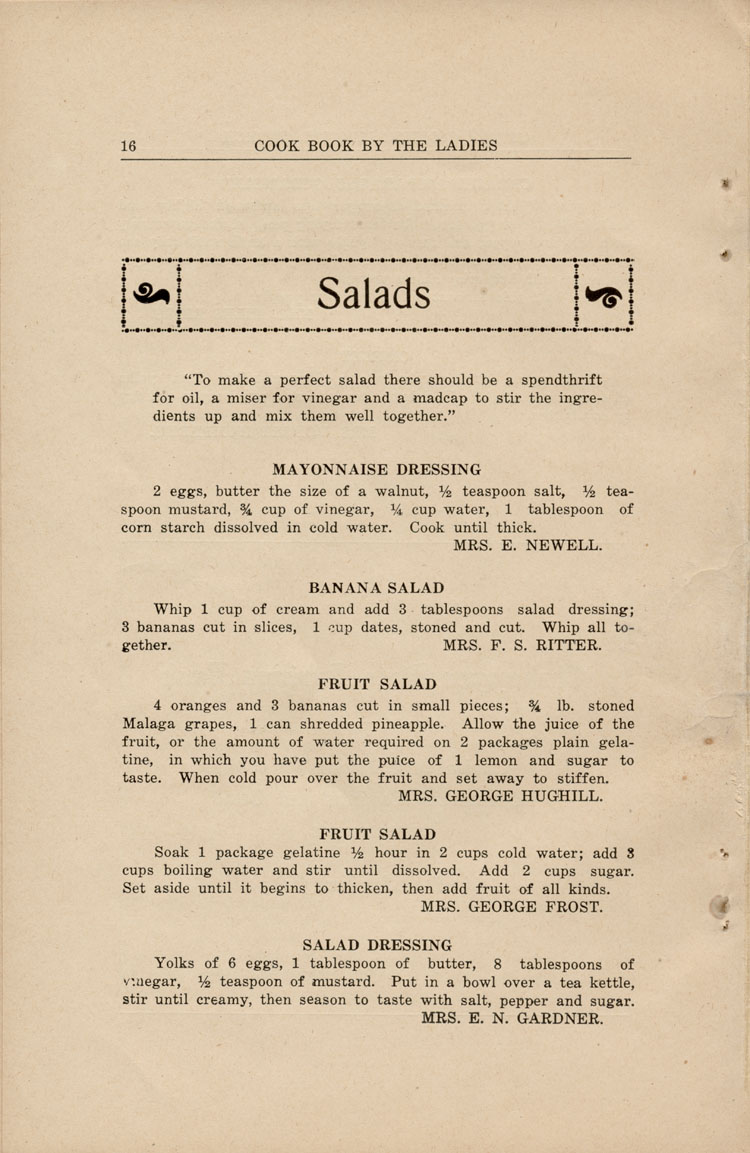 16 COOK BOOK BY THE LADIES
Salads
“To make a perfect salad there should be a spendthrift
for oil, a miser for vinegar and a madcap to stir the ingre-
dients up and mix them well together.”
MAYONNAISE DRESSING
2 eggs, butter the size of a walnut, ½ teaspoon salt, ½ tea-
spoon mustard, ¾ cup of vinegar, ¼ cup water, 1 tablespoon of
corn starch dissolved in cold water. Cook until thick.
MRS. E. NEWELL.
BANANA SALAD
Whip 1 cup of cream and add 3 tablespoons salad dressing;
3 bananas cut in slices, 1 cup dates, stoned and cut. Whip all to-
gether. MRS. F. S. RITTER.
FRUIT SALAD
4 oranges and 3 bananas cut in small pieces; ¾ lb. stoned
Malaga grapes, 1 can shredded pineapple. Allow the juice of the
fruit, or the amount of water required on 2 packages plain gela-
tine, in which you have put the puice of 1 lemon and sugar to
taste. When cold pour over the fruit and set away to stiffen.
MRS. GEORGE HUGHILL.
FRUIT SALAD
Soak 1 package gelatine ½ hour in 2 cups cold water; add 3
cups boiling water and stir until dissolved. Add 2 cups sugar.
Set aside until it begins to thicken, then add fruit of all kinds.
MRS. GEORGE FROST.
SALAD DRESSING
Yolks of 6 eggs, 1 tablespoon of butter, 8 tablespoons of
vinegar, ½ teaspoon of mustard. Put in a bowl over a tea kettle,
stir until creamy, then season to taste with salt, pepper and sugar.
MRS. E. N. GARDNER.